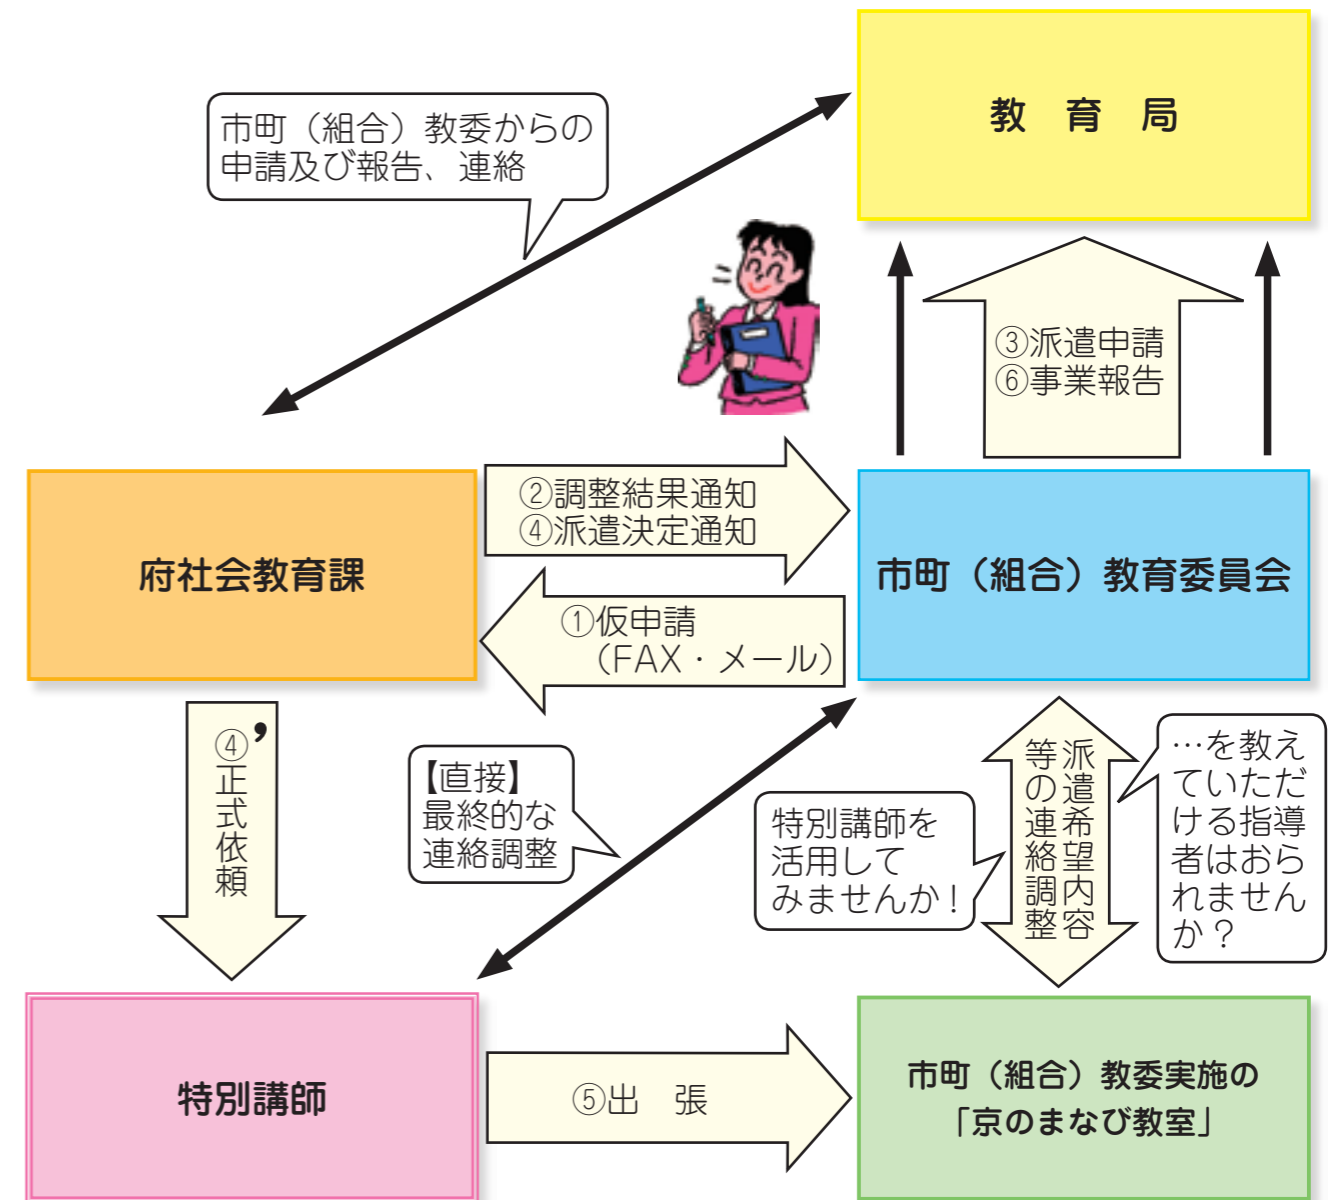 教　育　局
市町（組合）教委からの
申請及び報告、連絡
③派遣申請
⑥事業報告
府社会教育課
②調整結果通知
④派遣決定通知
①仮申請
（FAX・メール）
市町（組合）教育委員会
④’正式依頼
【直接】
最終的な
連絡調整
特別講師を
活用して
みませんか！
派遣希望内容
等の連絡調整
…を教え
ていただ
ける指導
者はおら
れません
か？
特別講師
⑤出　張
市町（組合）教委実施の
「京のまなび教室」